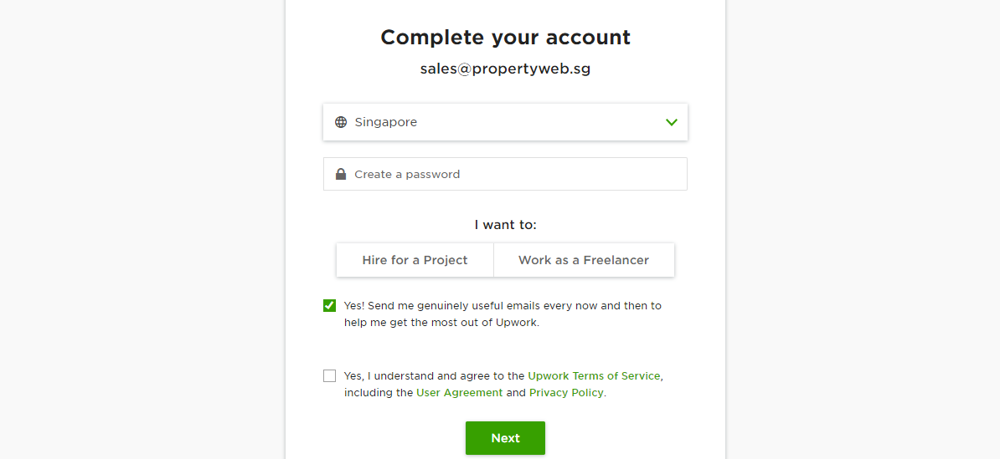 Complete your account
sales@propertyweb.sg
Singapore
Create a password
I want to:
Hire for a Project
Work as a Freelancer
Yes! Send me genuinely useful emails every now and then to
help me get the most out of Upwork.
Yes, I understand and agree to the Upwork Terms of Service,
including the User Agreement and Privacy Policy.
Next